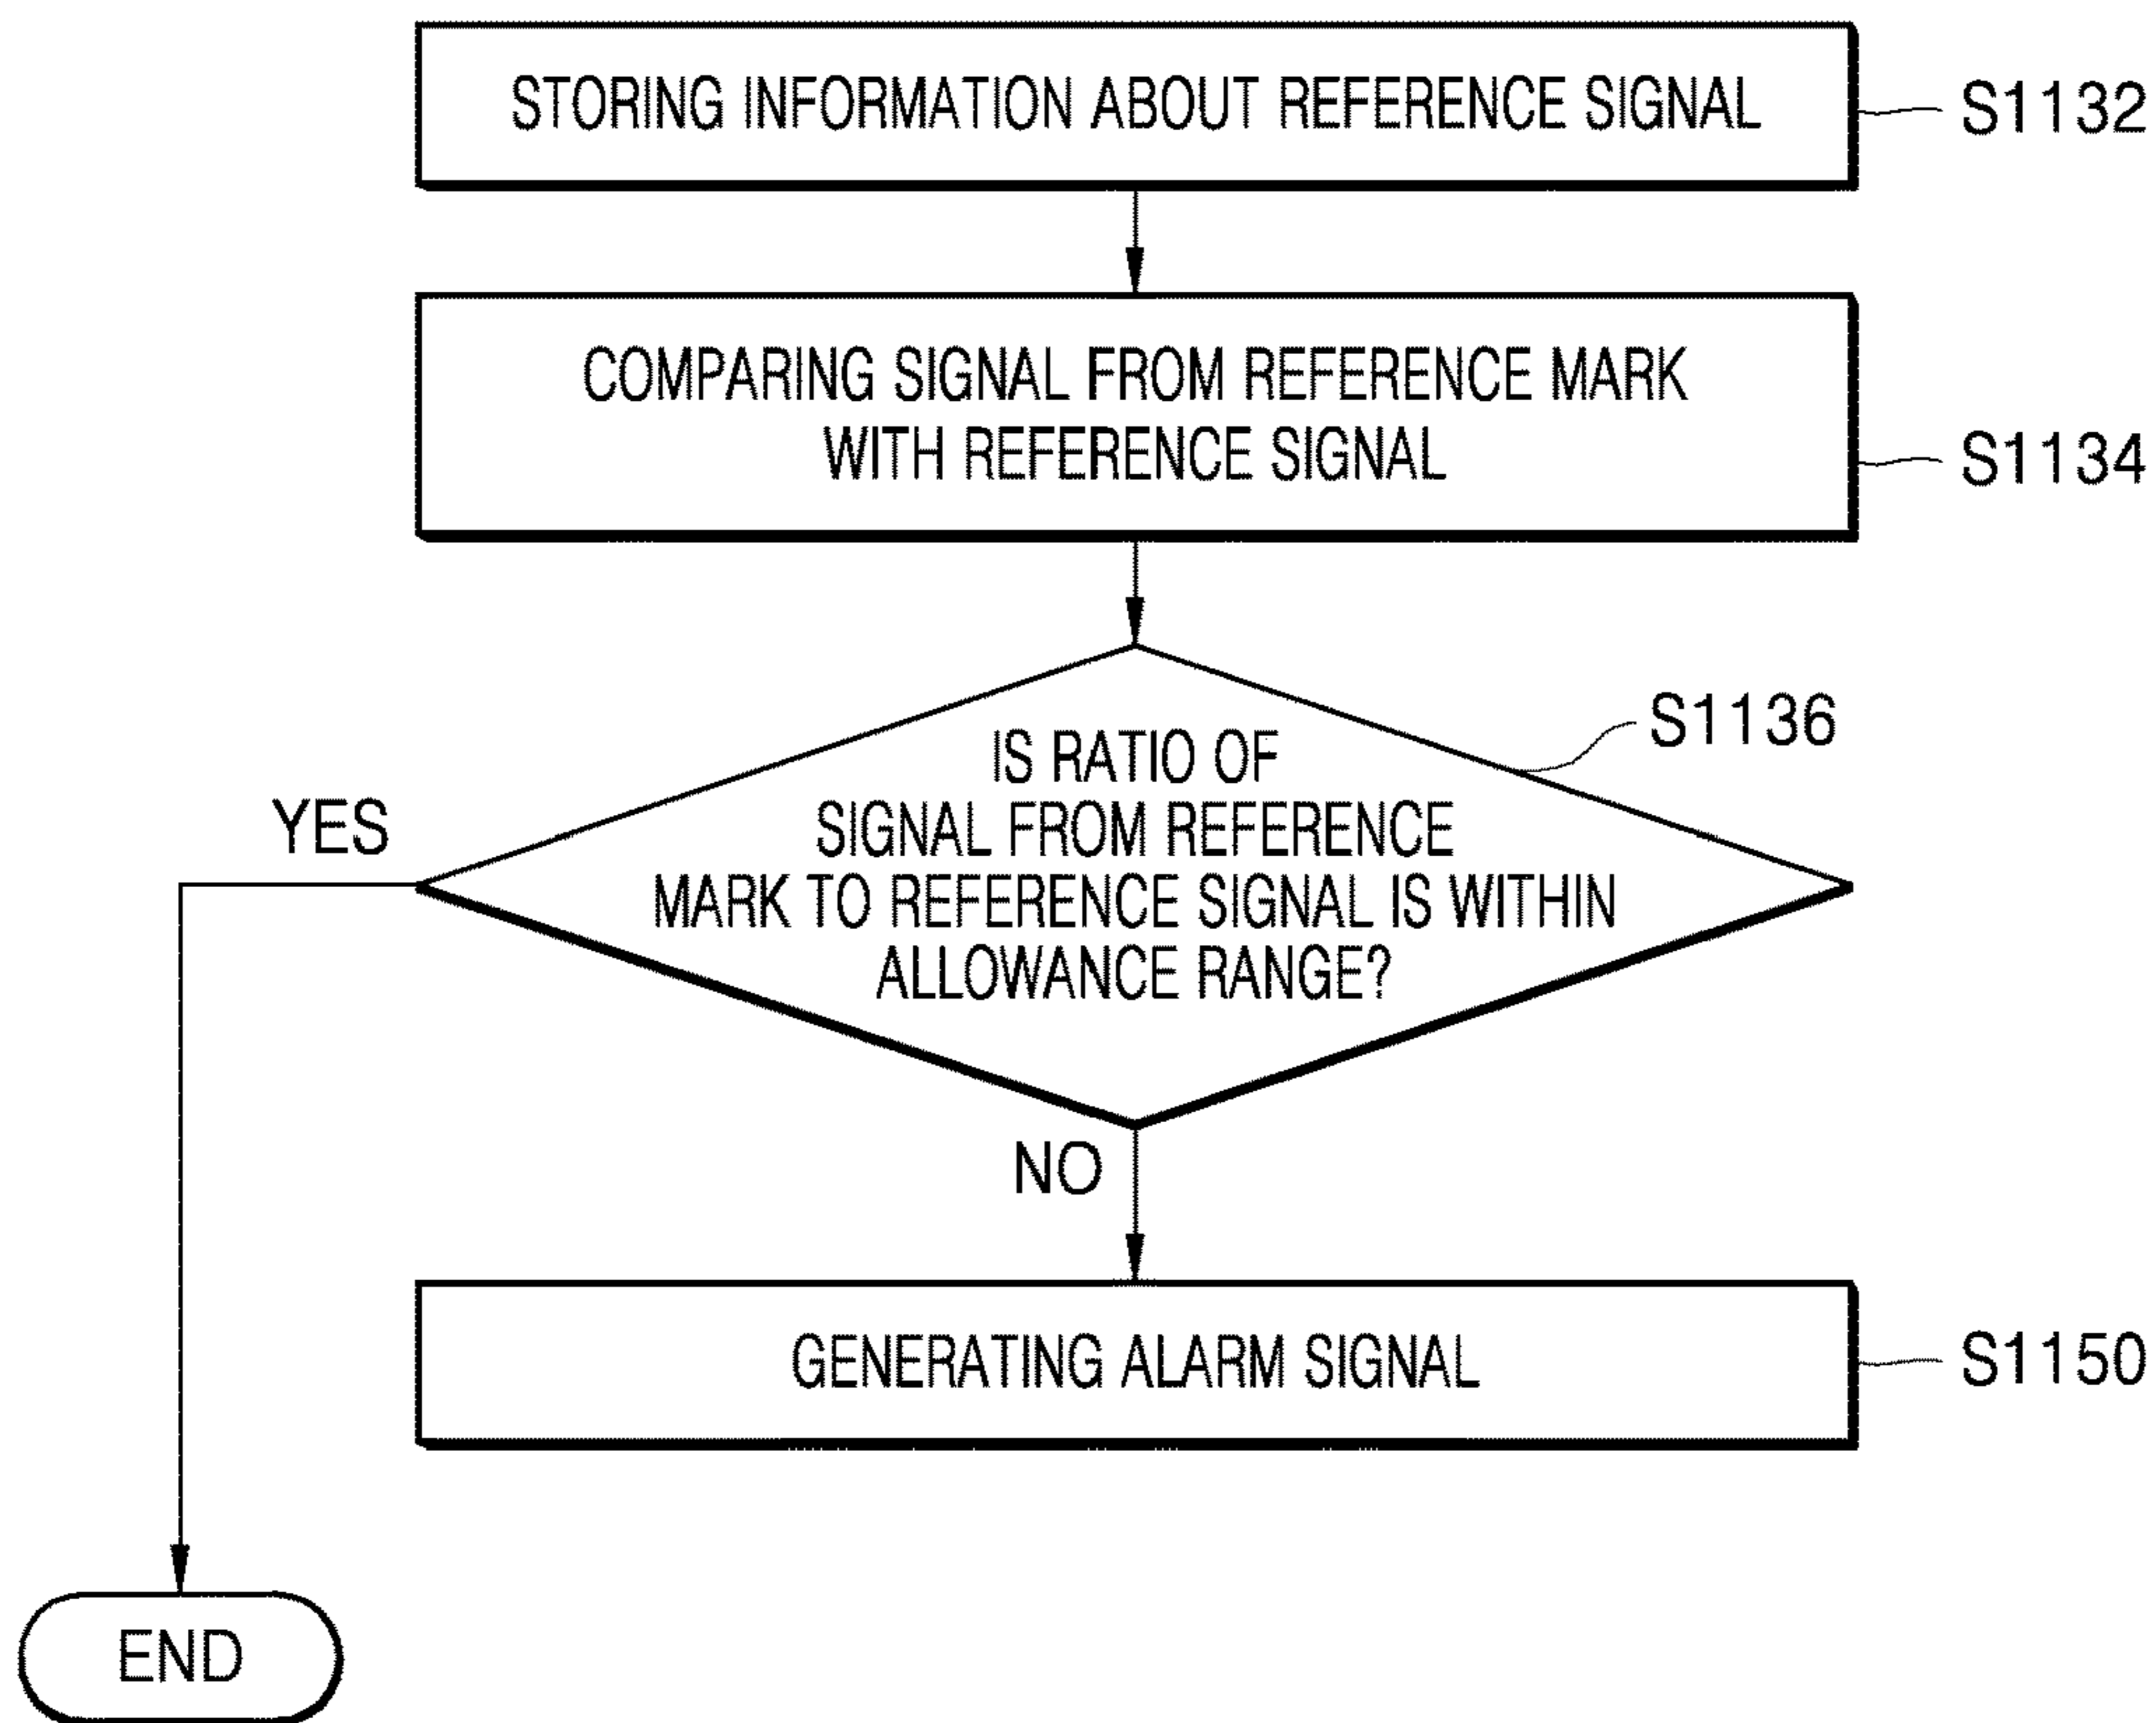 STORING INFORMATION ABOUT REFERENCE SIGNAL
S1132
COMPARING SIGNAL FROM REFERENCE MARK
WITH REFERENCE SIGNAL
S1134
S1136
IS RATIO OF
SIGNAL FROM REFERENCE
MARK TO REFERENCE SIGNAL IS WITHIN
ALLOWANCE RANGE?
YES
NO
GENERATING ALARM SIGNAL
S1150
END